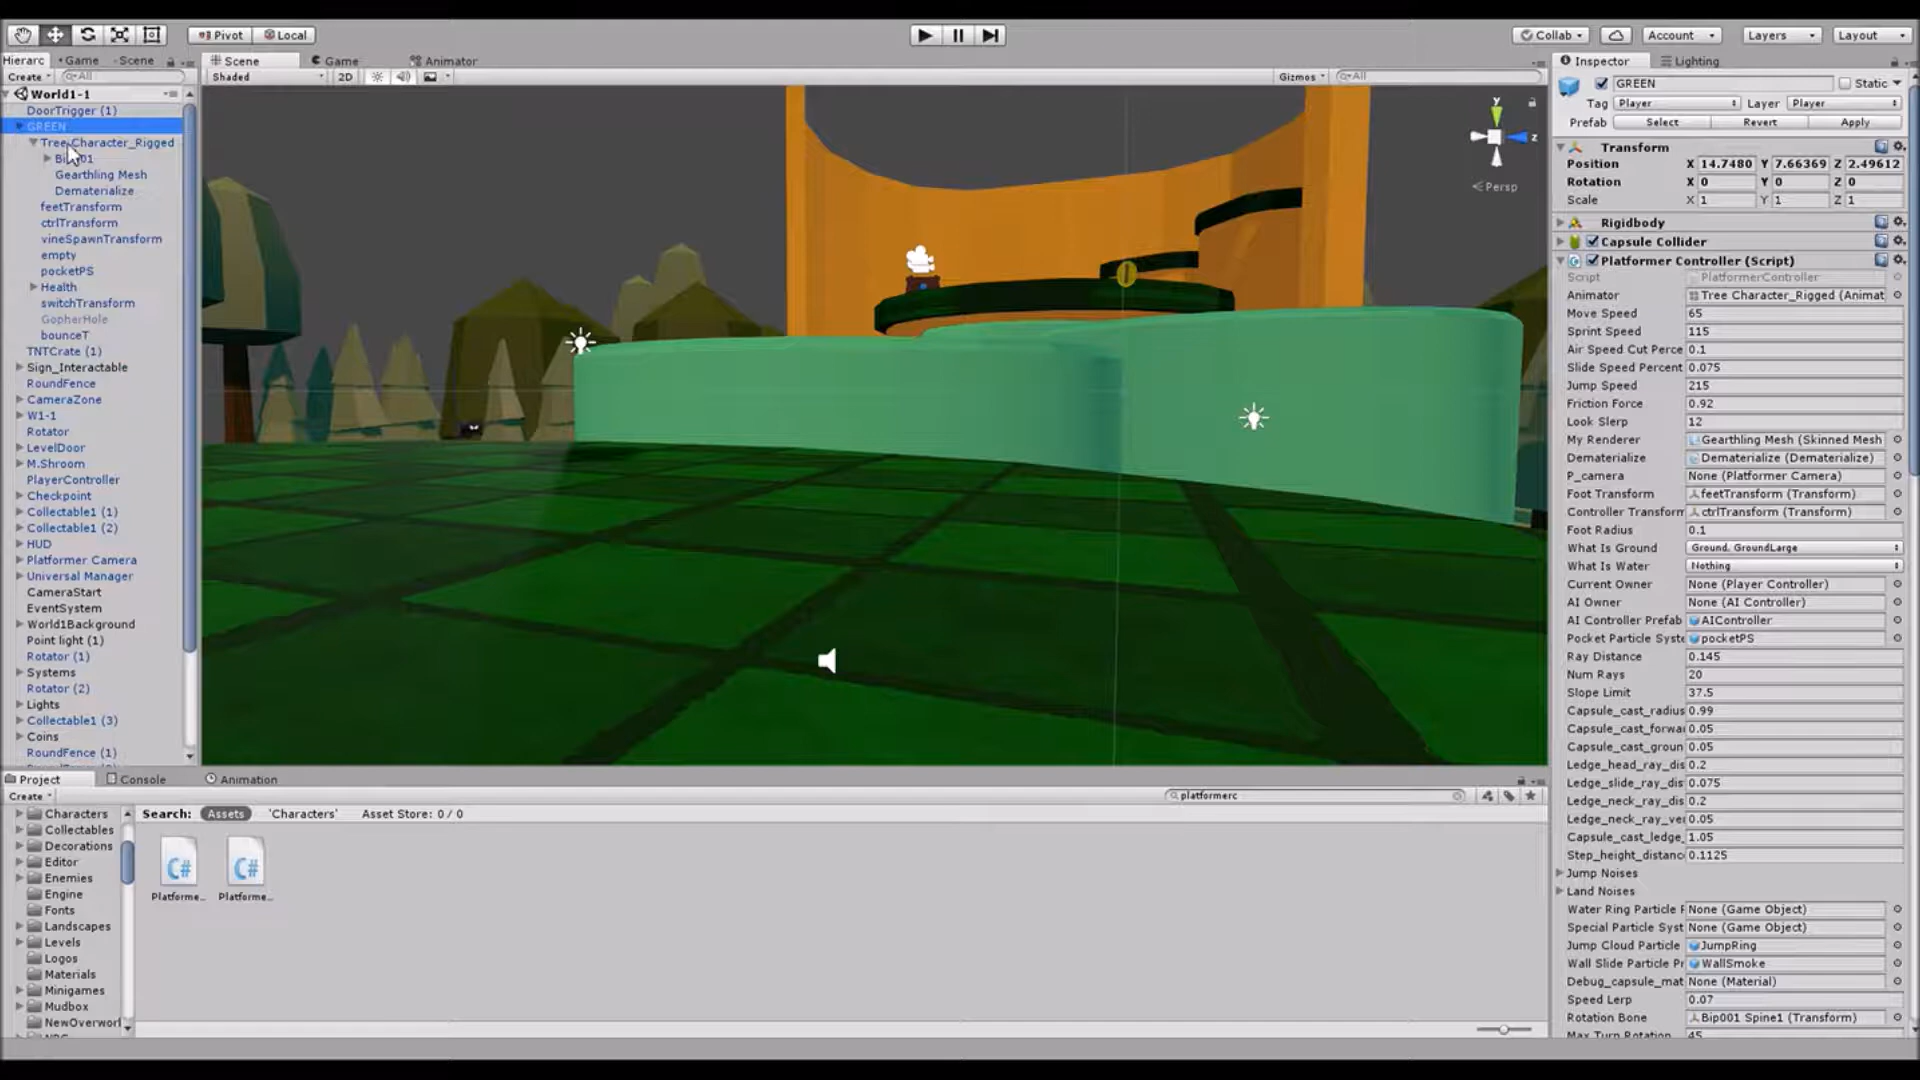 Pivot Local Collab Account Layers Layout
Hierarc Game Scene
Create All
World1-1
DoorTrigger (1)
GREEN
Tree Character_Rigged
Gearthling Mesh
Dematerialize
feetTransform
ctrlTransform
vineSpawnTransform
empty
pocketPS
Health
switchTransform
GopherHole
bounceT
TNTCrate (1)
Sign_Interactable
RoundFence
CameraZone
W1-1
Rotator
LevelDoor
M.Shroom
PlayerController
Checkpoint
Collectable1 (1)
Collectable1 (2)
HUD
Platformer Camera
Universal Manager
CameraStart
EventSystem
World1Background
Point light (1)
Rotator (1)
Systems
Rotator (2)
Lights
Collectable1 (3)
Coins
RoundFence (1)
Scene Game Animator
Shaded 2D Gizmos All
y
z
Persp
Inspector Lighting
GREEN Static
Tag Player Layer Player
Prefab Select Revert Apply
Transform
Position X 14.7480 Y 7.66369 Z 2.49612
Rotation X 0 Y 0 Z 0
Scale X 1 Y 1 Z 1
Rigidbody
Capsule Collider
Platformer Controller (Script)
Script PlatformerController
Animator Tree Character_Rigged (Animat
Move Speed 65
Sprint Speed 115
Air Speed Cut Perce 0.1
Slide Speed Percent 0.075
Jump Speed 215
Friction Force 0.92
Look Slerp 12
My Renderer Gearthling Mesh (Skinned Mesh
Dematerialize Dematerialize (Dematerialize)
P_camera None (Platformer Camera)
Foot Transform feetTransform (Transform)
Controller Transform ctrlTransform (Transform)
Foot Radius 0.1
What Is Ground Ground, GroundLarge
What Is Water Nothing
Current Owner None (Player Controller)
AI Owner None (AI Controller)
AI Controller Prefab AIController
Pocket Particle Syste pocketPS
Ray Distance 0.145
Num Rays 20
Slope Limit 37.5
Capsule_cast_radius 0.99
Capsule_cast_forwa 0.05
Capsule_cast_groun 0.05
Ledge_head_ray_dis 0.2
Ledge_slide_ray_dis 0.075
Ledge_neck_ray_dis 0.2
Ledge_neck_ray_ver 0.05
Capsule_cast_ledge_ 1.05
Step_height_distanc 0.1125
Jump Noises
Land Noises
Water Ring Particle P None (Game Object)
Special Particle Syst None (Game Object)
Jump Cloud Particle JumpRing
Wall Slide Particle Pr WallSmoke
Debug_capsule_mat None (Material)
Speed Lerp 0.07
Rotation Bone Bip001 Spine1 (Transform)
Max Turn Rotation 45
Project Console Animation
Create platformerc
Characters
Collectables
Decorations
Editor
Enemies
Engine
Fonts
Landscapes
Levels
Logos
Materials
Minigames
Mudbox
NewOverworl
Search: Assets 'Characters' Asset Store: 0 / 0
C# C#
Platforme... Platforme...